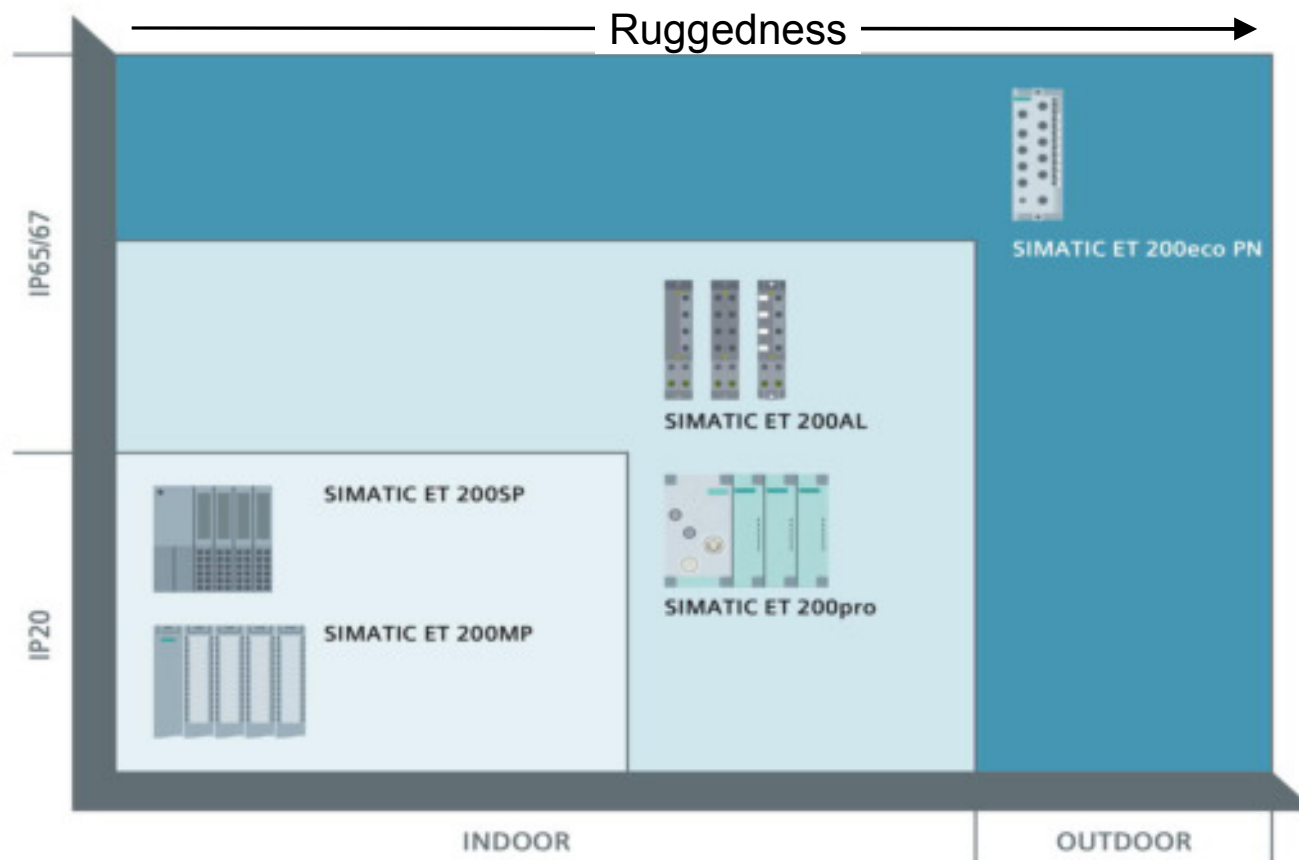 Ruggedness
IP65/67
SIMATIC ET 200eco PN
SIMATIC ET 200AL
SIMATIC ET 200SP
SIMATIC ET 200pro
IP20
SIMATIC ET 200MP
INDOOR
OUTDOOR